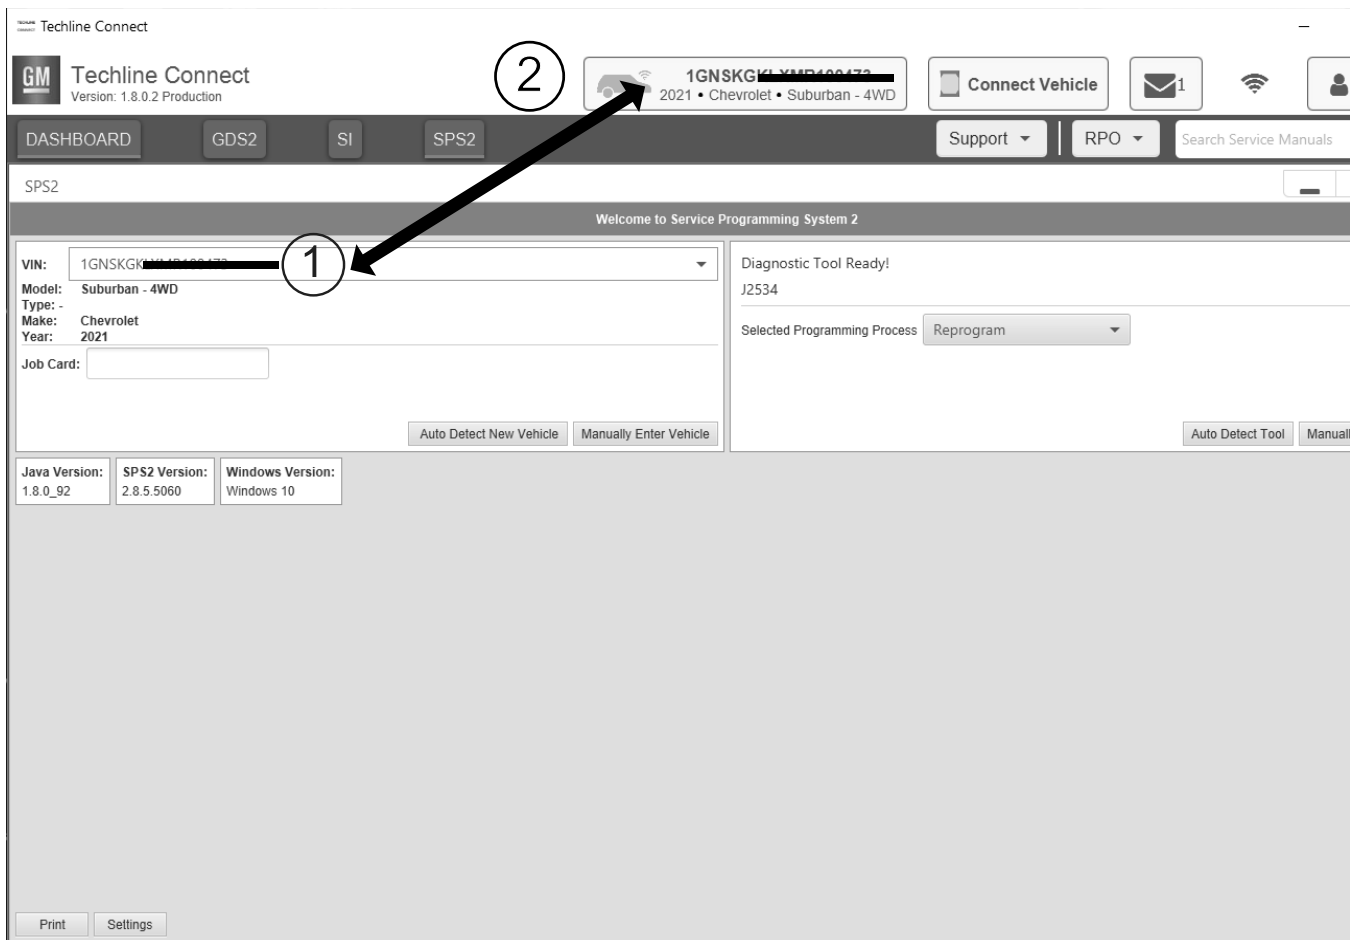 Techline Connect
GM
Techline Connect
Version: 1.8.0.2 Production
2
1GNSKGK
2021 • Chevrolet • Suburban - 4WD
Connect Vehicle
1
DASHBOARD GDS2 SI SPS2 Support RPO Search Service Manuals
SPS2
Welcome to Service Programming System 2
VIN: 1GNSKGK
1
Model: Suburban - 4WD
Type: -
Make: Chevrolet
Year: 2021
Job Card:
Auto Detect New Vehicle Manually Enter Vehicle
Diagnostic Tool Ready!
J2534
Selected Programming Process Reprogram
Auto Detect Tool Manuall
Java Version: SPS2 Version: Windows Version:
1.8.0_92 2.8.5.5060 Windows 10
Print Settings